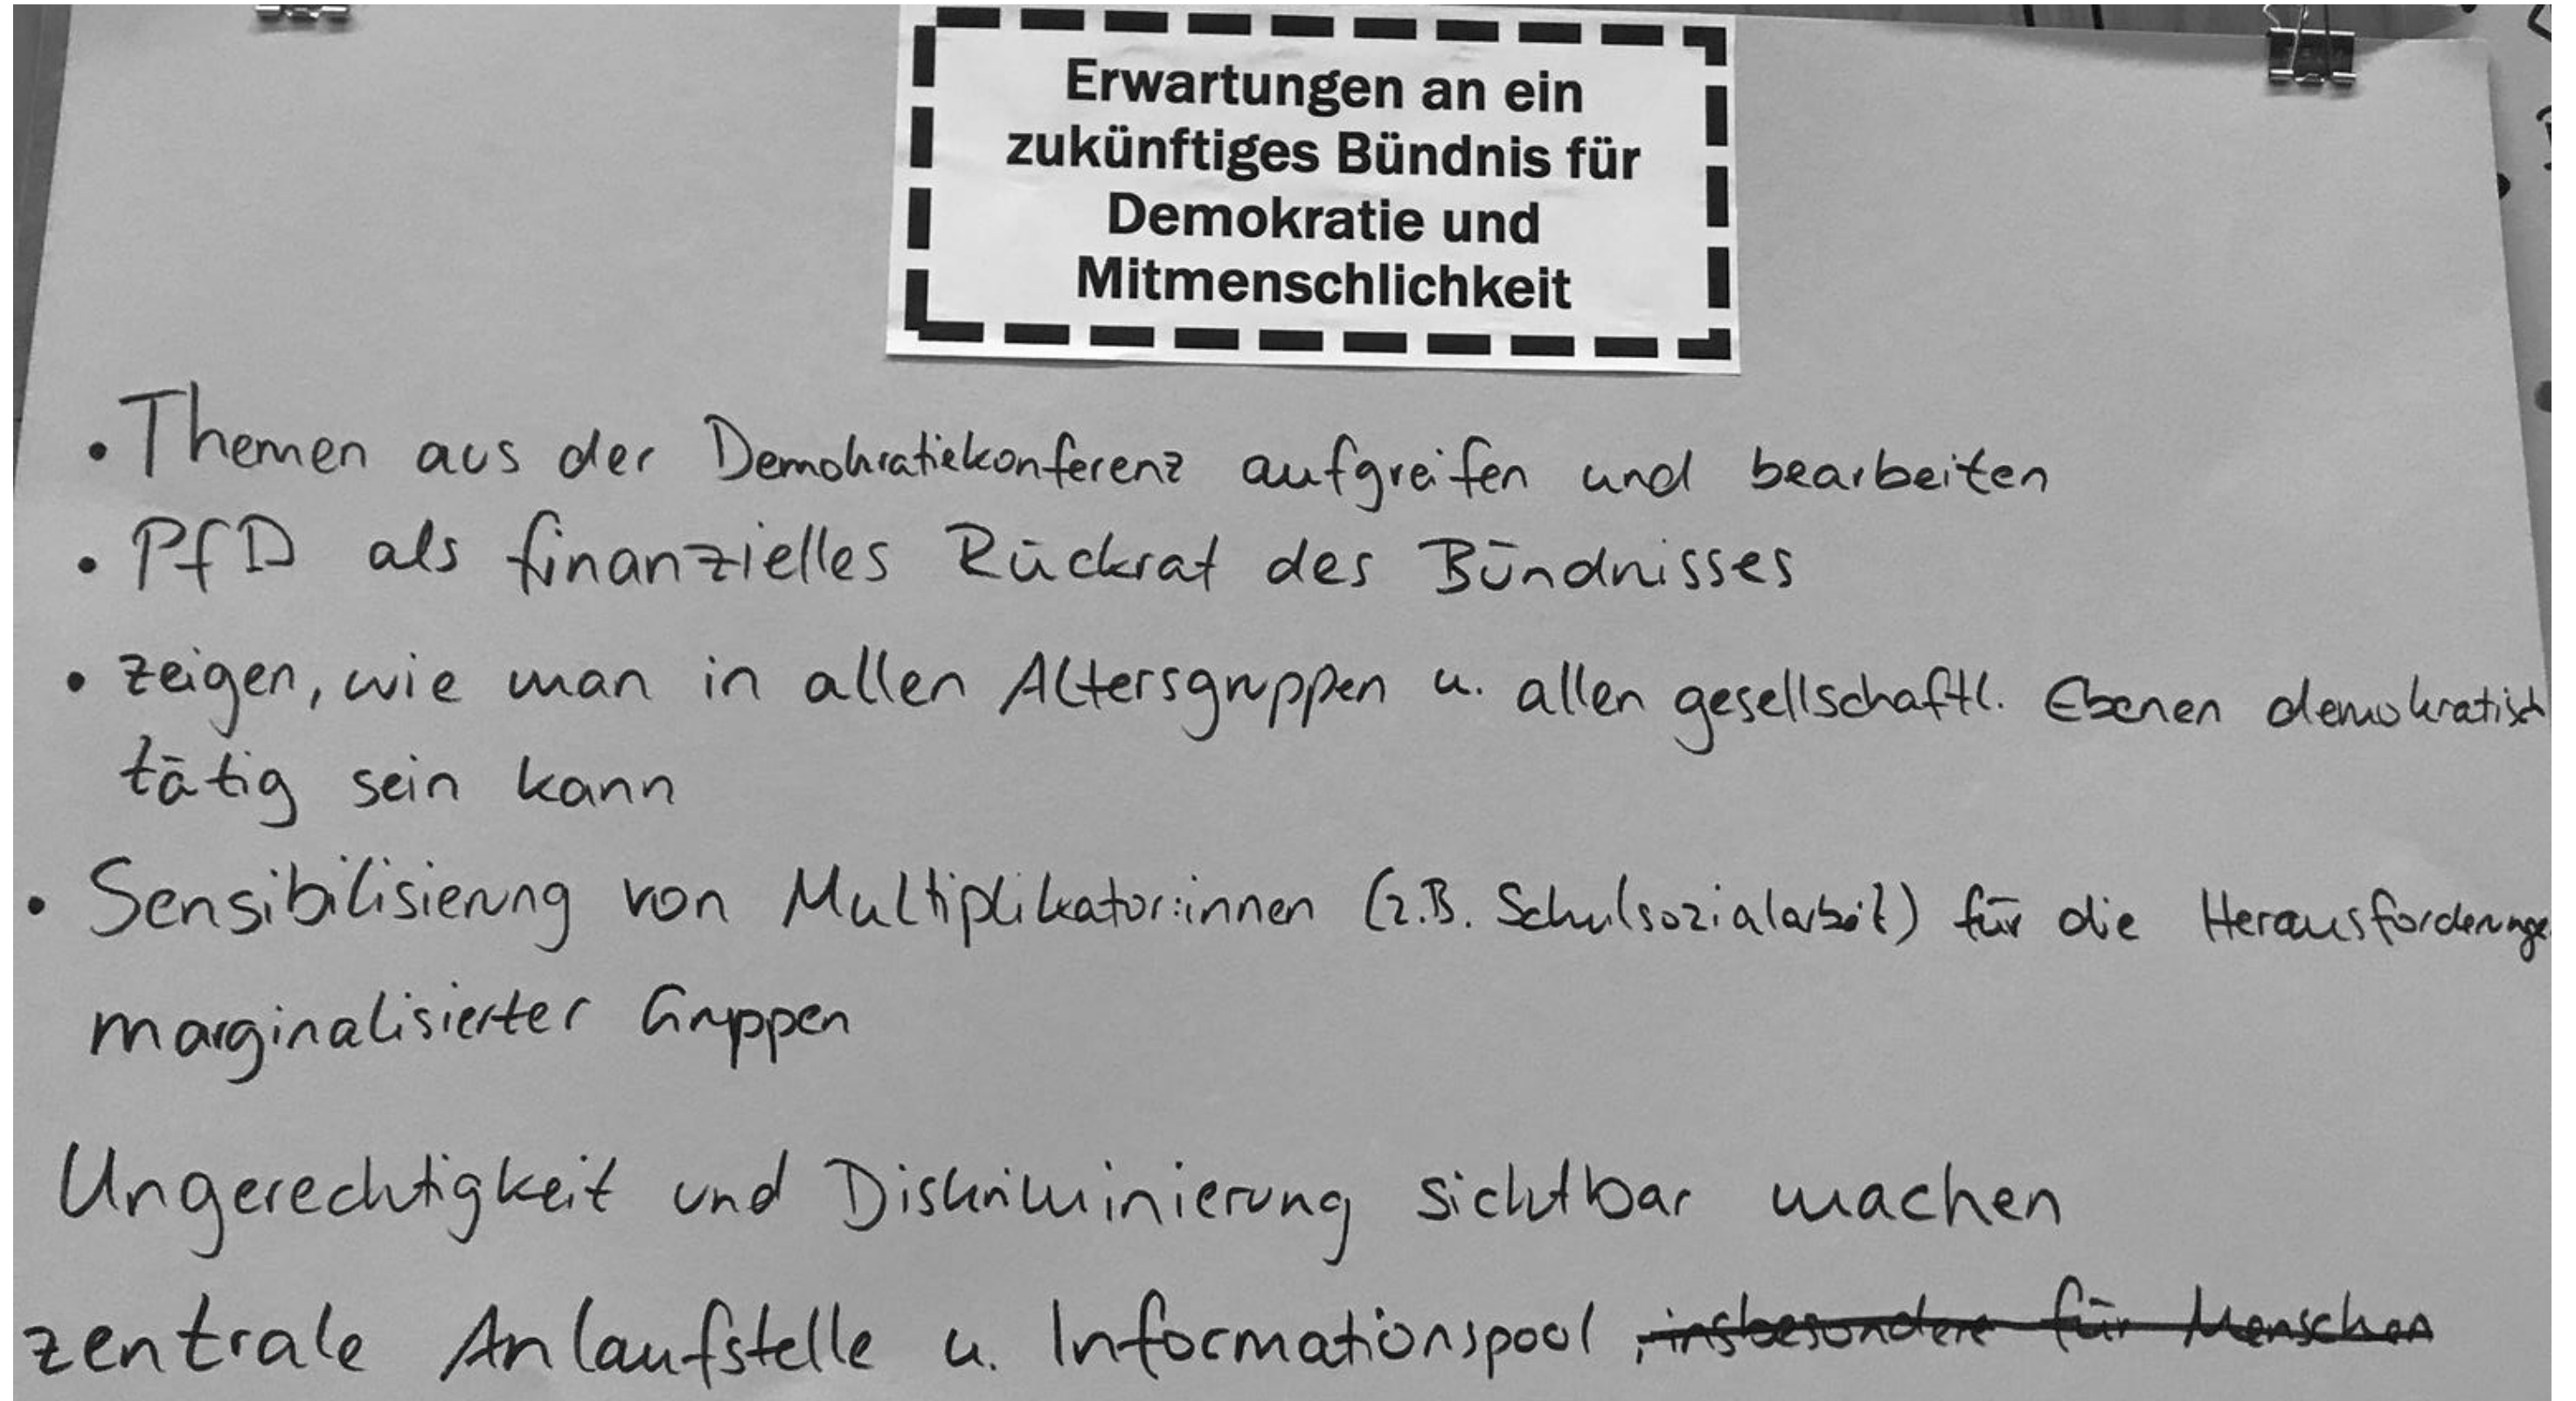 Erwartungen an ein
zukünftiges Bündnis für
Demokratie und
Mitmenschlichkeit
• Themen aus der Demokratiekonferenz aufgreifen und bearbeiten
• PfD als finanzielles Rückrat des Bündnisses
• zeigen, wie man in allen Altersgruppen u. allen gesellschaftl. Ebenen demokratisch
tätig sein kann
• Sensibilisierung von Multiplikator:innen (z.B. Schulsozialarbeit) für die Herausforderunge
marginalisierter Gruppen
Ungerechtigkeit und Diskriminierung sichtbar machen
zentrale Anlaufstelle u. Informationspool , insbesondere für Menschen